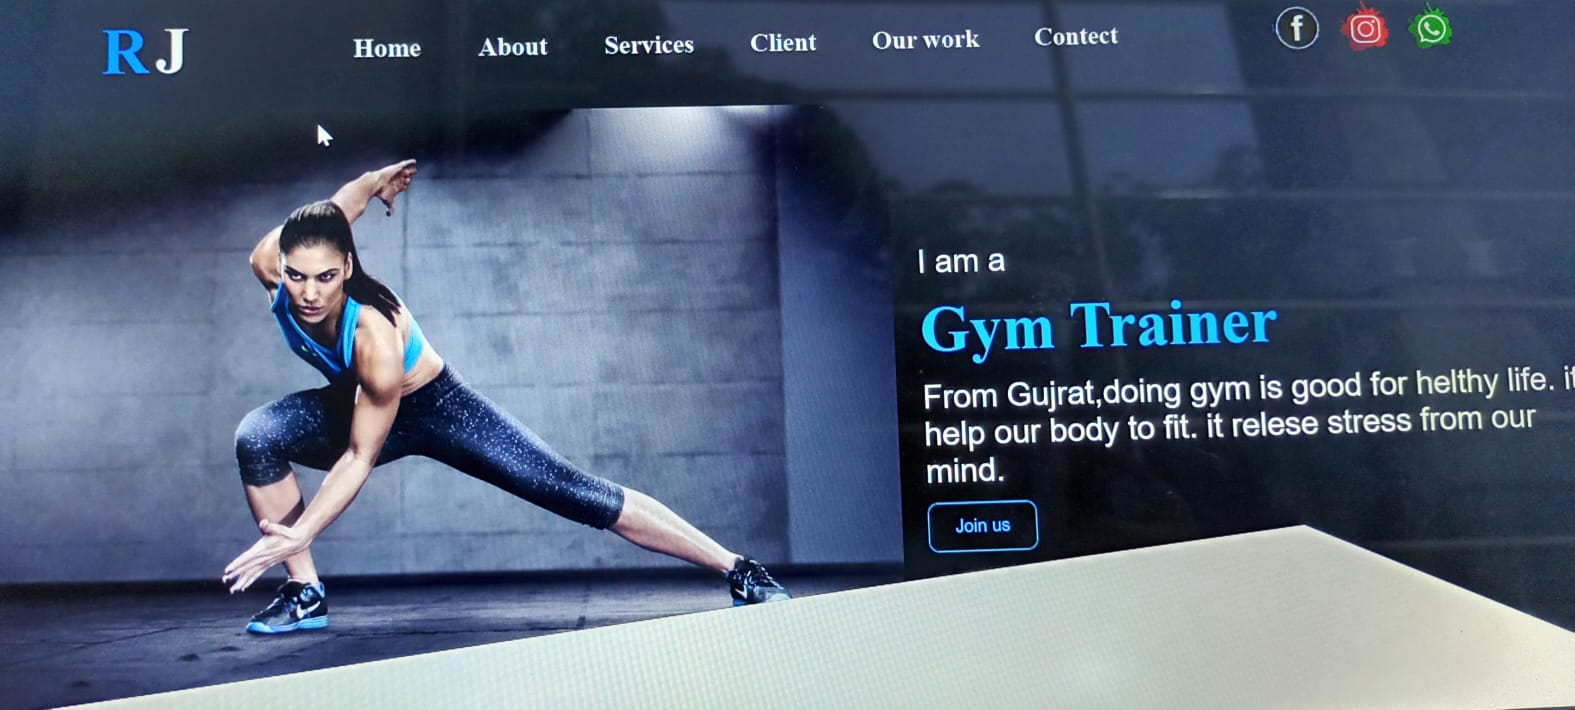 RJ
Home About Services Client Our work Contect
I am a
Gym Trainer
From Gujrat,doing gym is good for helthy life. it
help our body to fit. it relese stress from our
mind.
Join us